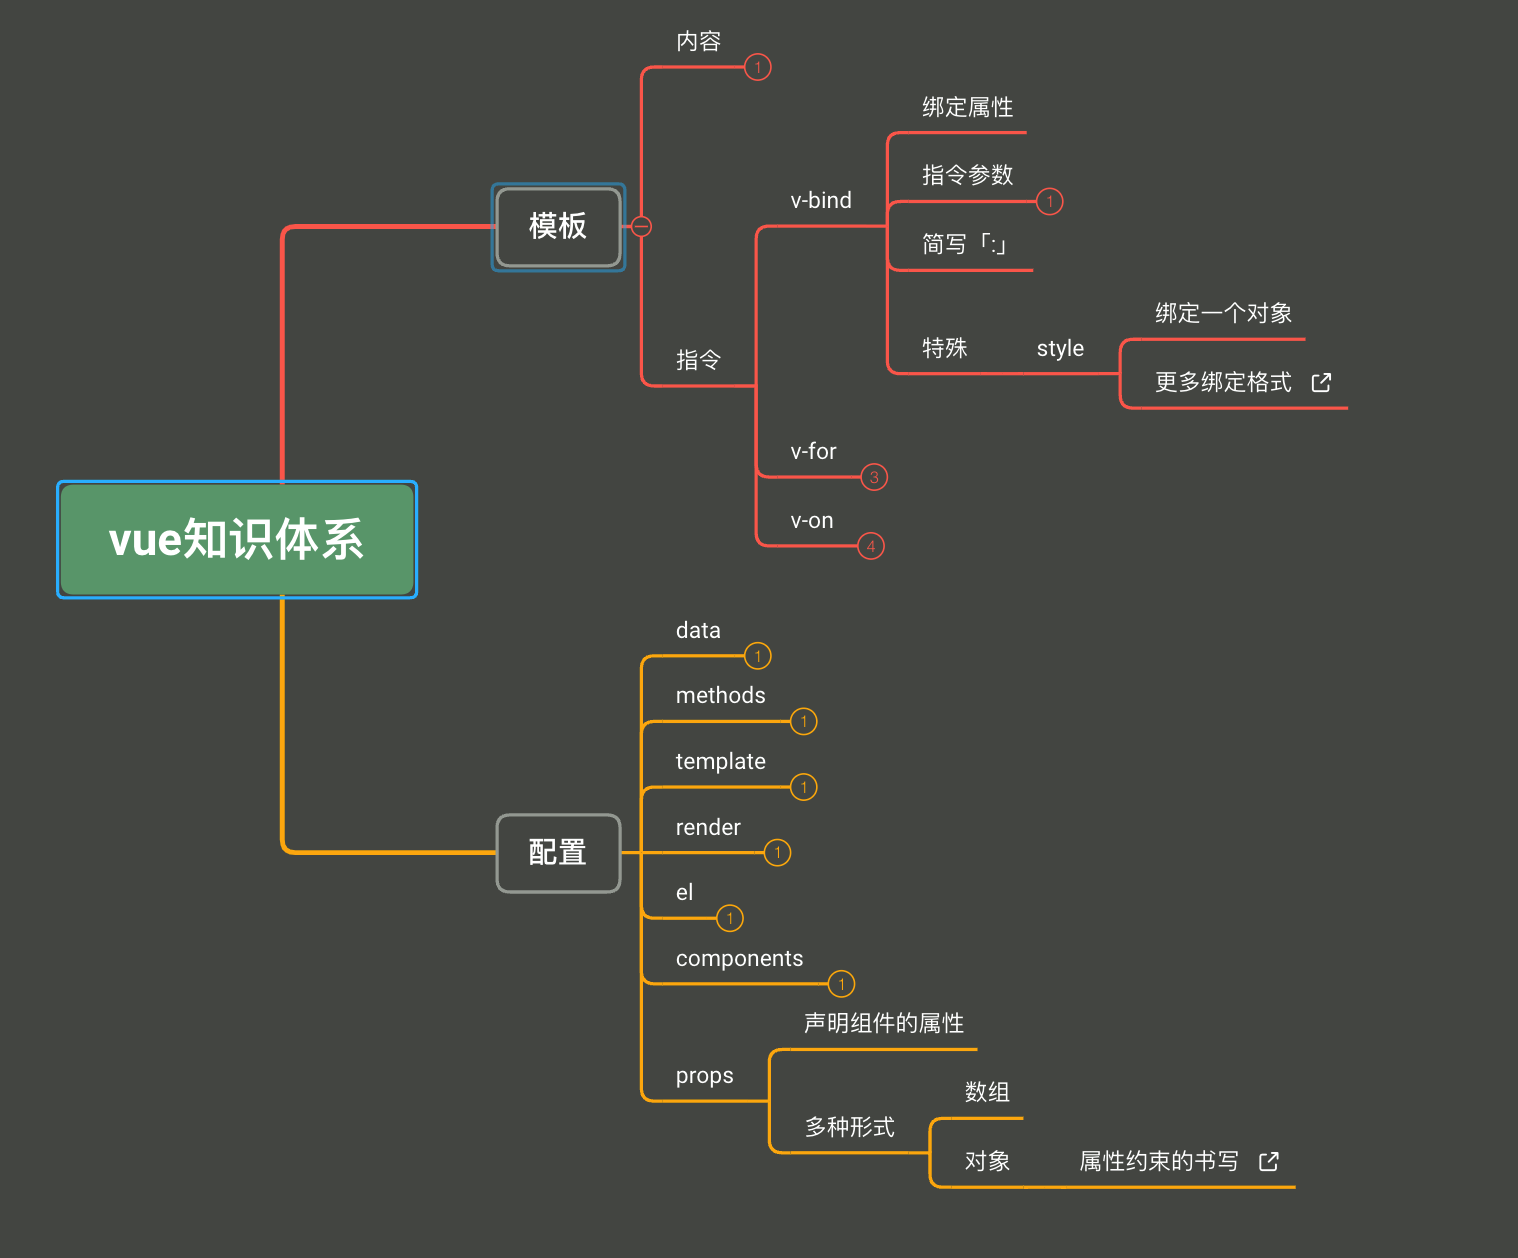 vue知识体系
模板
内容
1
指令
v-bind
绑定属性
指令参数
1
简写「:」
特殊
style
绑定一个对象
更多绑定格式
v-for
3
v-on
4
配置
data
1
methods
1
template
1
render
1
el
1
components
1
props
声明组件的属性
多种形式
数组
对象
属性约束的书写